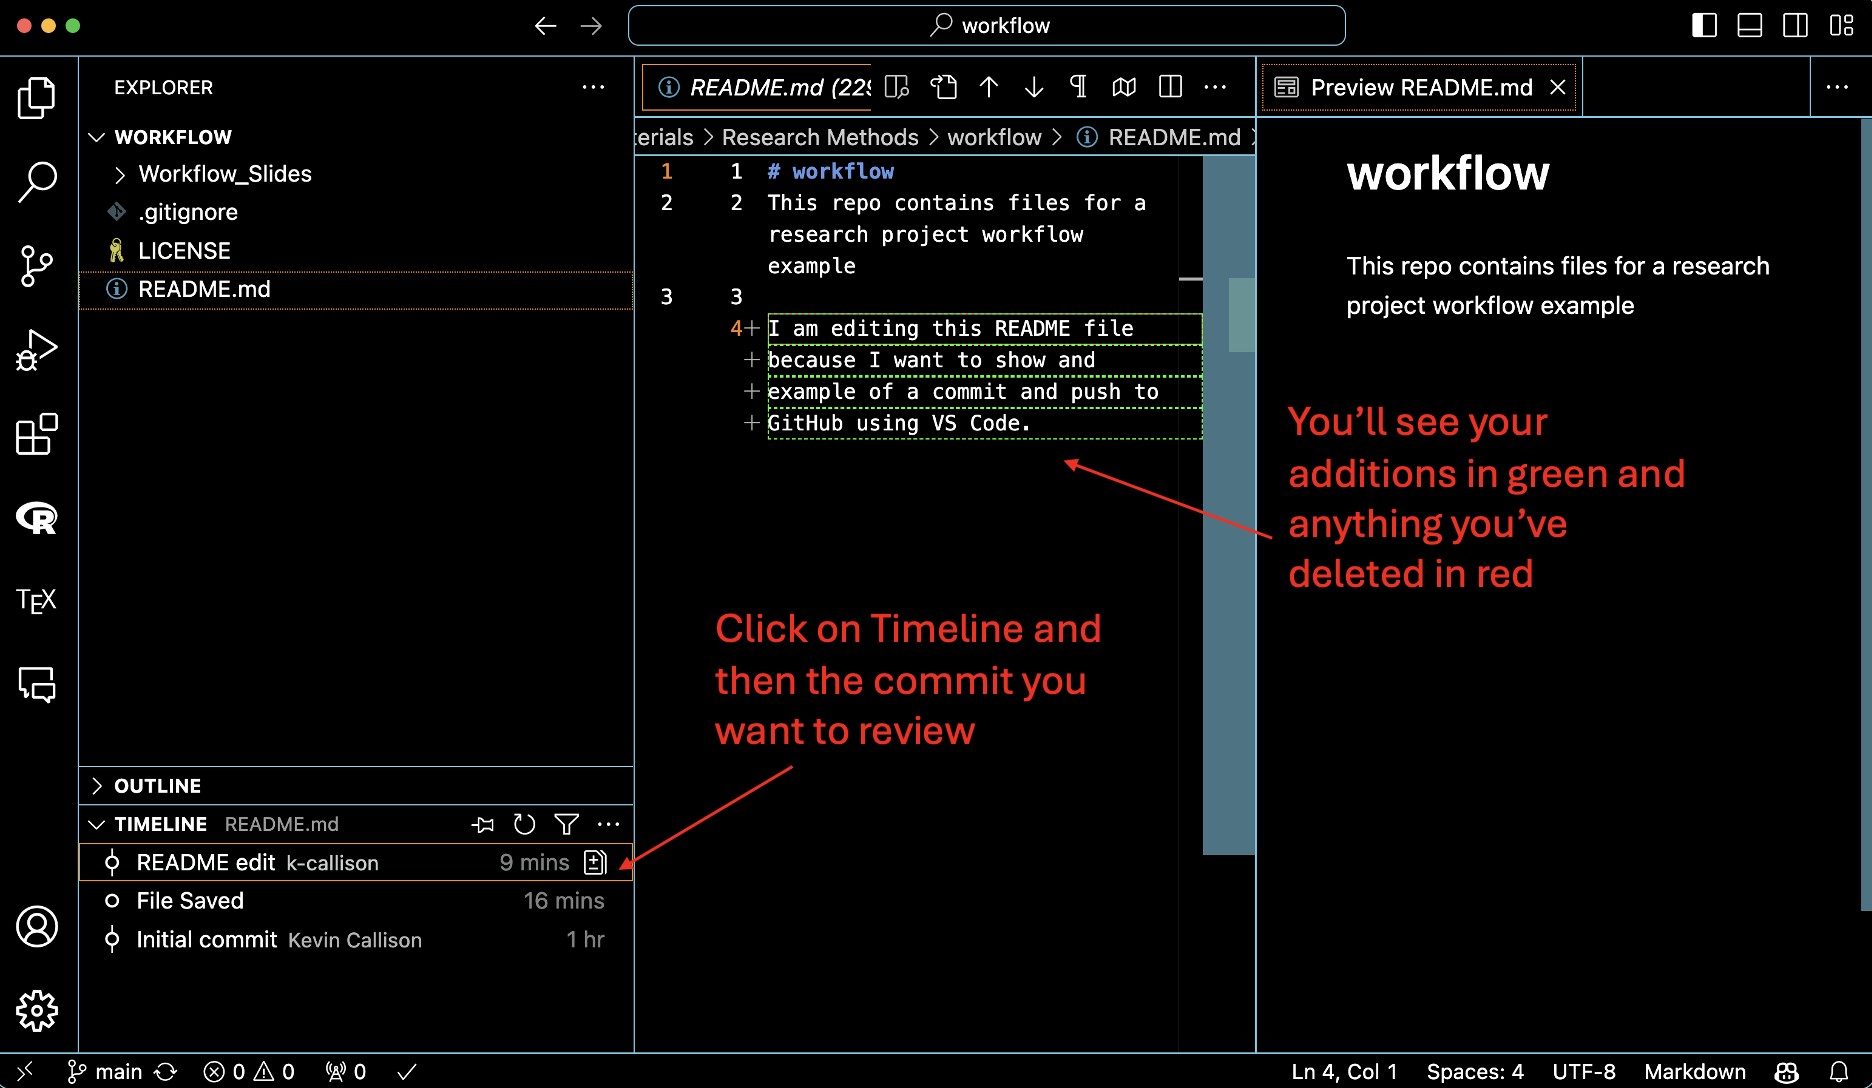 workflow
EXPLORER
WORKFLOW
Workflow_Slides
.gitignore
LICENSE
README.md
OUTLINE
TIMELINE README.md
README edit k-callison 9 mins
File Saved 16 mins
Initial commit Kevin Callison 1 hr
README.md (229
erials > Research Methods > workflow > README.md >
1 1 # workflow
2 2 This repo contains files for a
research project workflow
example
3 3
4+ I am editing this README file
+ because I want to show and
+ example of a commit and push to
+ GitHub using VS Code.
Click on Timeline and
then the commit you
want to review
Preview README.md
workflow
This repo contains files for a research
project workflow example
You’ll see your
additions in green and
anything you’ve
deleted in red
TEX
main 0 0 0 Ln 4, Col 1 Spaces: 4 UTF-8 Markdown